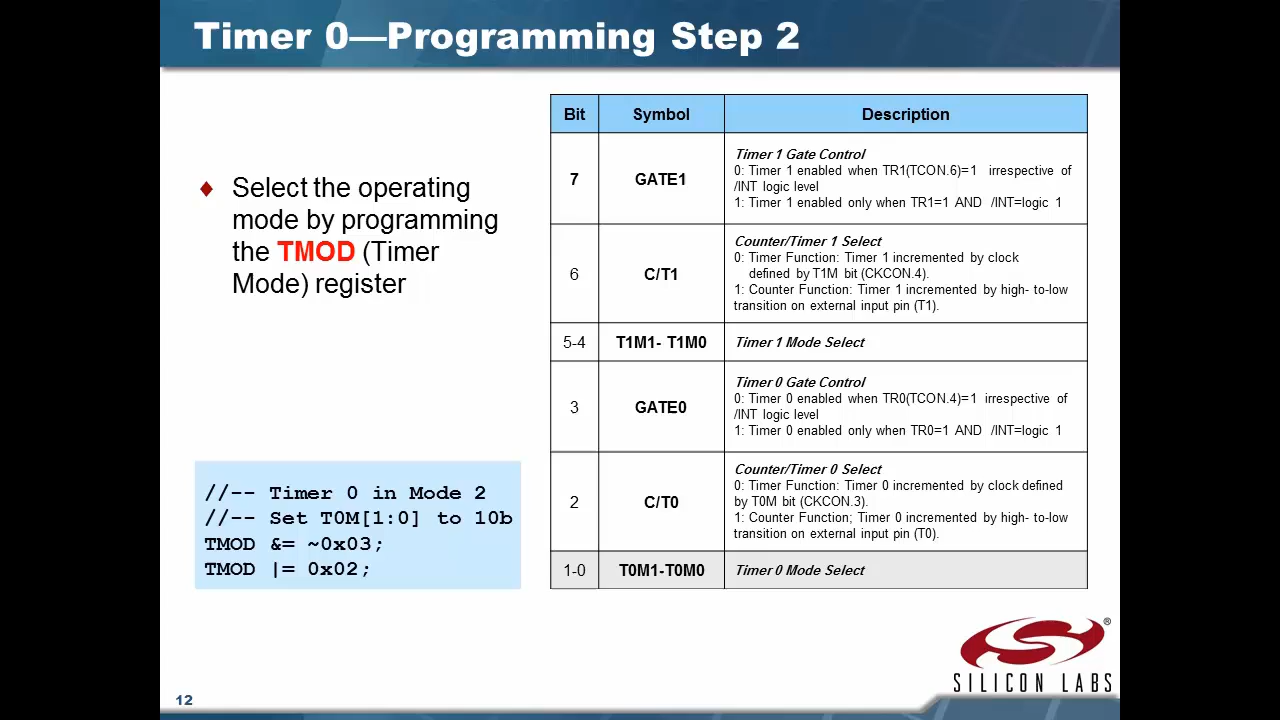 Timer 0—Programming Step 2
♦ Select the operating
mode by programming
the TMOD (Timer
Mode) register
//-- Timer 0 in Mode 2
//-- Set T0M[1:0] to 10b
TMOD &= ~0x03;
TMOD |= 0x02;
Bit Symbol Description
7 GATE1 Timer 1 Gate Control
0: Timer 1 enabled when TR1(TCON.6)=1 irrespective of
/INT logic level
1: Timer 1 enabled only when TR1=1 AND /INT=logic 1
6 C/T1 Counter/Timer 1 Select
0: Timer Function: Timer 1 incremented by clock
defined by T1M bit (CKCON.4).
1: Counter Function: Timer 1 incremented by high- to-low
transition on external input pin (T1).
5-4 T1M1- T1M0 Timer 1 Mode Select
3 GATE0 Timer 0 Gate Control
0: Timer 0 enabled when TR0(TCON.4)=1 irrespective of
/INT logic level
1: Timer 0 enabled only when TR0=1 AND /INT=logic 1
2 C/T0 Counter/Timer 0 Select
0: Timer Function: Timer 0 incremented by clock defined
by T0M bit (CKCON.3).
1: Counter Function; Timer 0 incremented by high- to-low
transition on external input pin (T0).
1-0 T0M1-T0M0 Timer 0 Mode Select
®
SILICON LABS
12